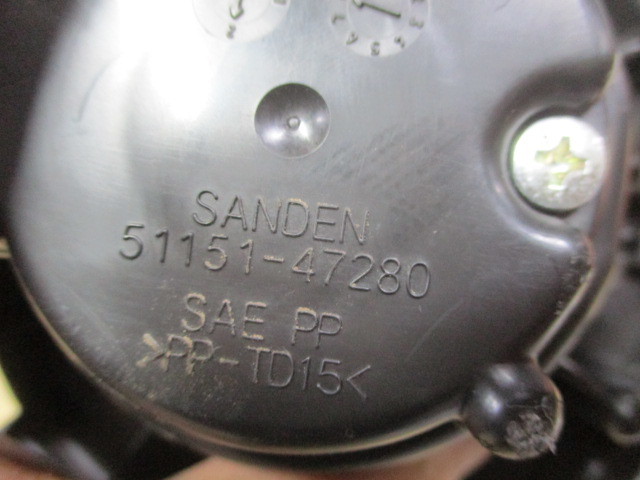 SANDEN
51151-47280
SAE PP
>PP-TD15<